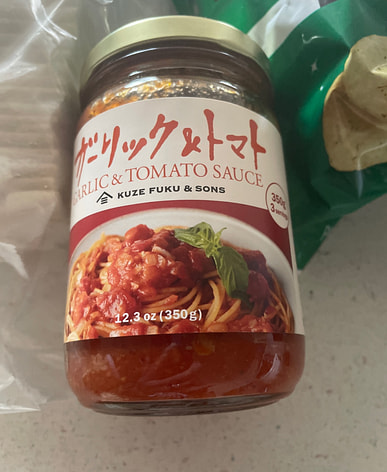 ガーリック&トマト
GARLIC & TOMATO SAUCE
KUZE FUKU & SONS
350g
3 servings
12.3 oz (350g)